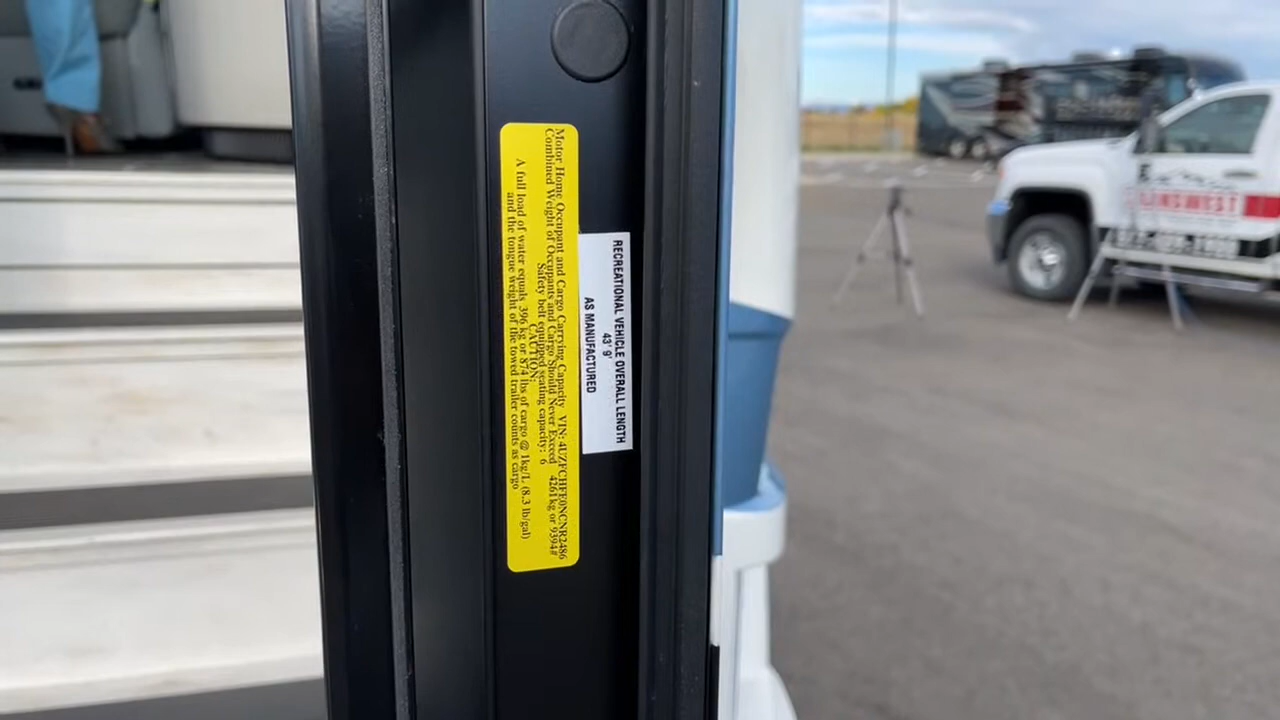 Motor Home Occupant and Cargo Carrying Capacity VIN: 4UZFCHFE0NCNR2486
Combined Weight of Occupants and Cargo Should Never Exceed 4261kg or 9394#
Safety belt equipped seating capacity: 6
CAUTION:
A full load of water equals 396 kg or 874 lbs of cargo @ 1kg/L (8.3 lb/gal)
and the tongue weight of the towed trailer counts as cargo
RECREATIONAL VEHICLE OVERALL LENGTH
43' 9'
AS MANUFACTURED